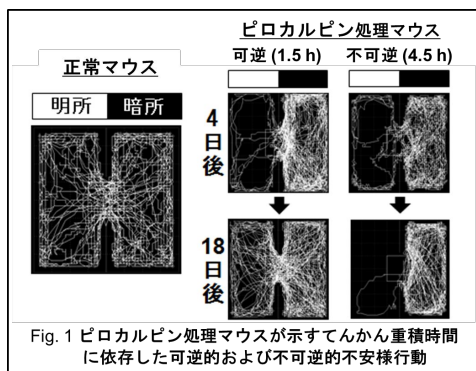 ピロカルピン処理マウス
正常マウス
可逆 (1.5 h)
不可逆 (4.5 h)
明所
暗所
4日後
18日後
Fig. 1 ピロカルピン処理マウスが示すてんかん重積時間
に依存した可逆的および不可逆的不安様行動